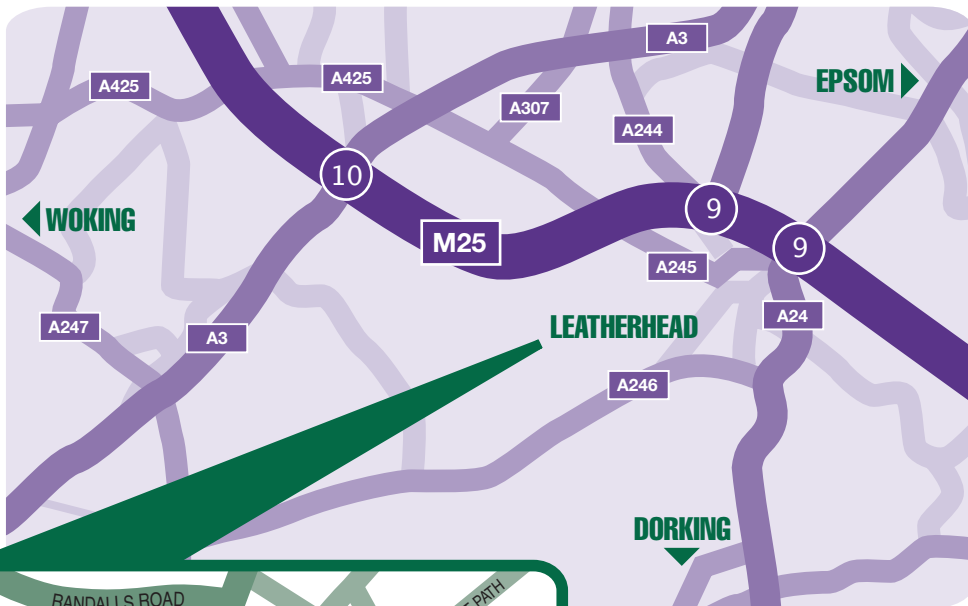 A3
A425
A425
EPSOM
A307
A244
10
9
WOKING
M25
9
A245
A24
A247
A3
LEATHERHEAD
A246
DORKING
RANDALLS ROAD
E PATH